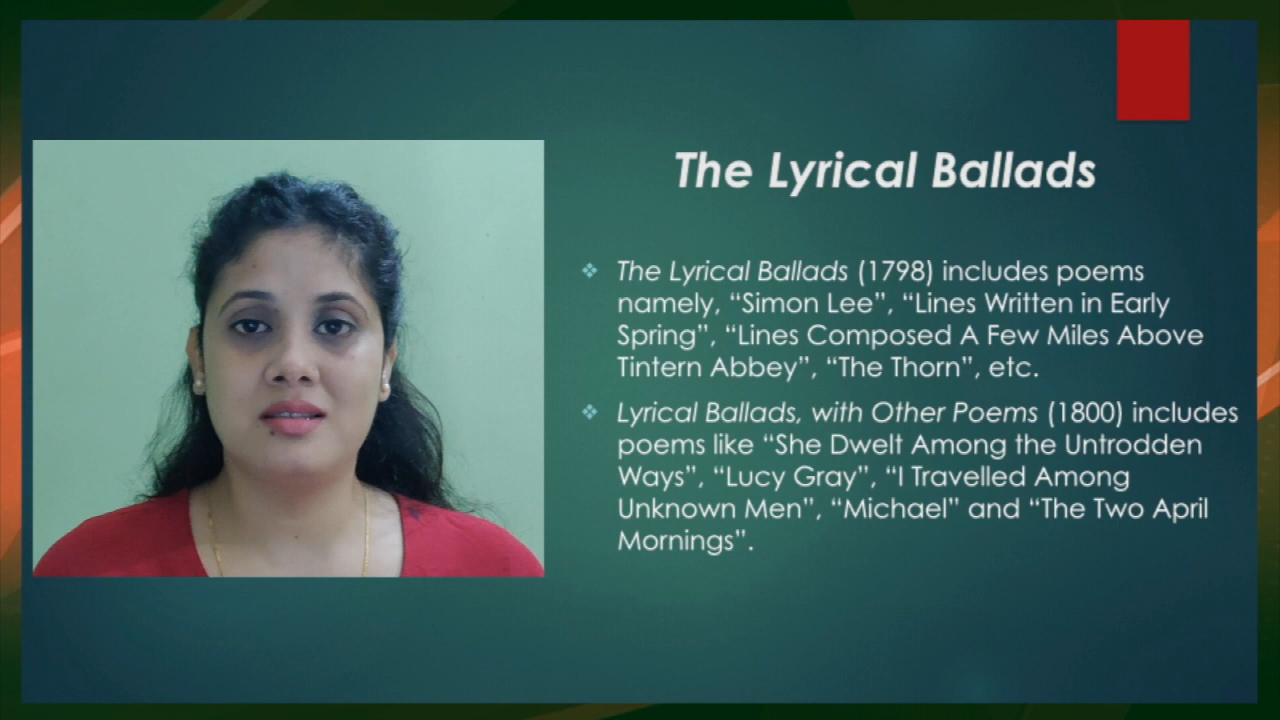 The Lyrical Ballads
The Lyrical Ballads (1798) includes poems
namely, “Simon Lee”, “Lines Written in Early
Spring”, “Lines Composed A Few Miles Above
Tintern Abbey”, “The Thorn”, etc.
Lyrical Ballads, with Other Poems (1800) includes
poems like “She Dwelt Among the Untrodden
Ways”, “Lucy Gray”, “I Travelled Among
Unknown Men”, “Michael” and “The Two April
Mornings”.